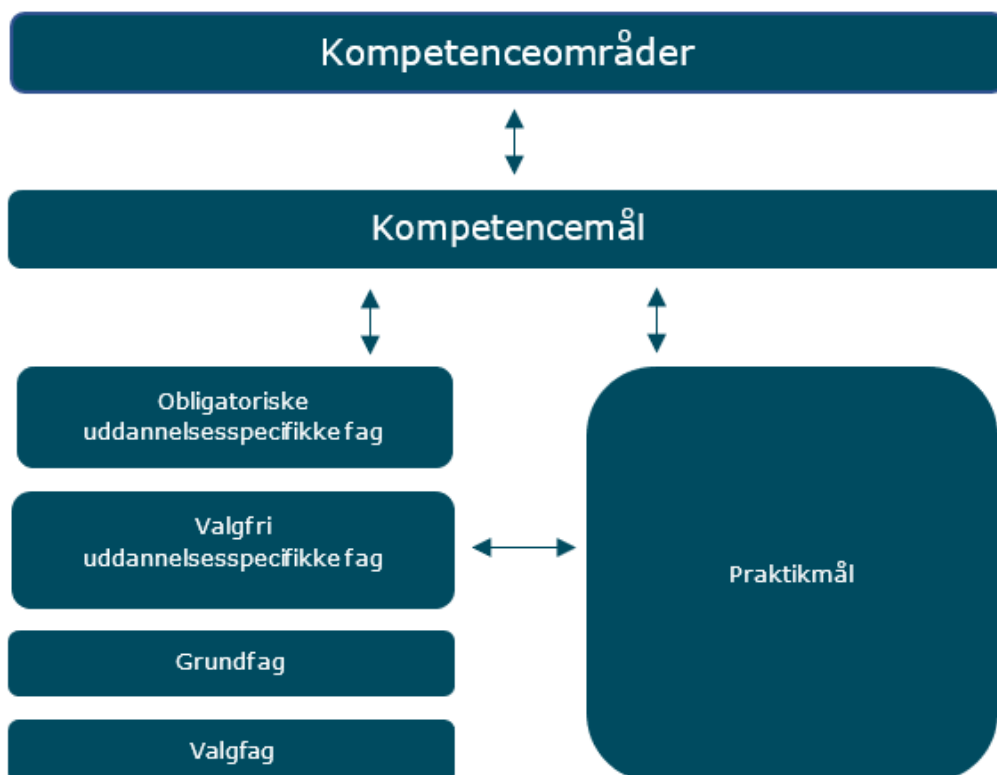 Kompetenceområder
Kompetencemål
Obligatoriske
uddannelsesspecifikke fag
Valgfri
uddannelsesspecifikke fag
Grundfag
Valgfag
Praktikmål